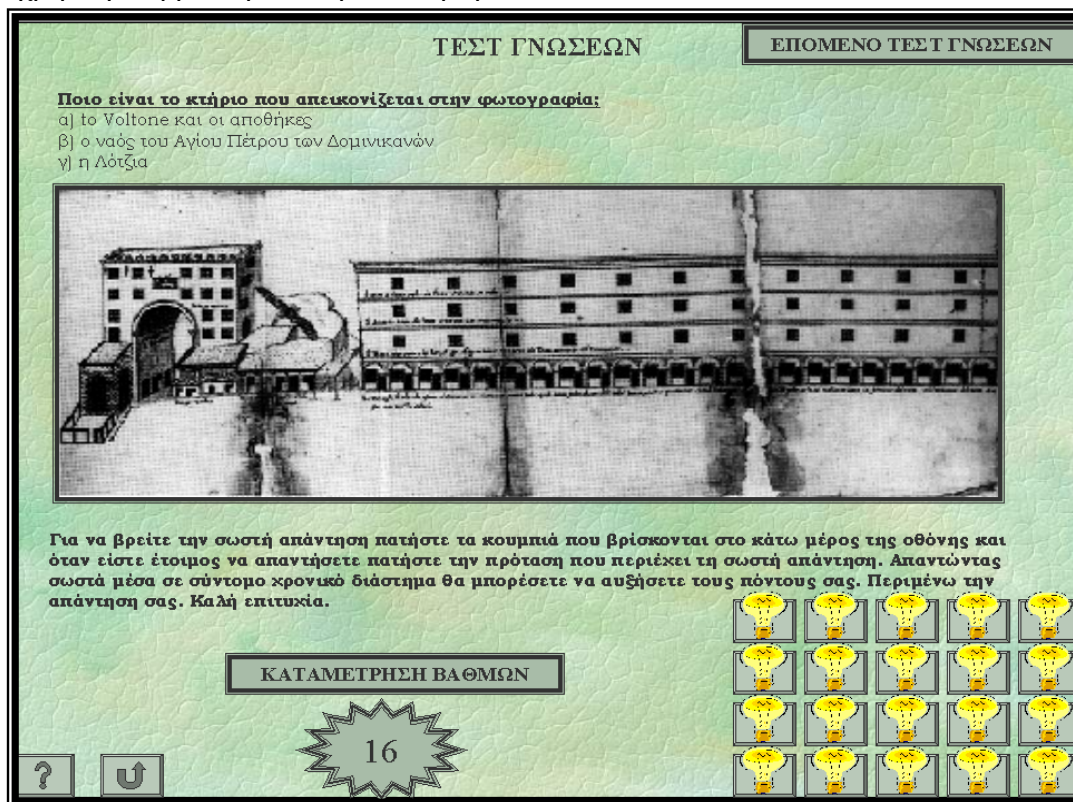 ΤΕΣΤ ΓΝΩΣΕΩΝ
ΕΠΟΜΕΝΟ ΤΕΣΤ ΓΝΩΣΕΩΝ
Ποιο είναι το κτήριο που απεικονίζεται στην φωτογραφία;
α) to Voltone και οι αποθήκες
β) ο ναός του Αγίου Πέτρου των Δομινικανών
γ) η Λότζια
Για να βρείτε την σωστή απάντηση πατήστε τα κουμπιά που βρίσκονται στο κάτω μέρος της οθόνης και
όταν είστε έτοιμος να απαντήσετε πατήστε την πρόταση που περιέχει τη σωστή απάντηση. Απαντώντας
σωστά μέσα σε σύντομο χρονικό διάστημα θα μπορέσετε να αυξήσετε τους πόντους σας. Περιμένω την
απάντηση σας. Καλή επιτυχία.
ΚΑΤΑΜΕΤΡΗΣΗ ΒΑΘΜΩΝ
16
?